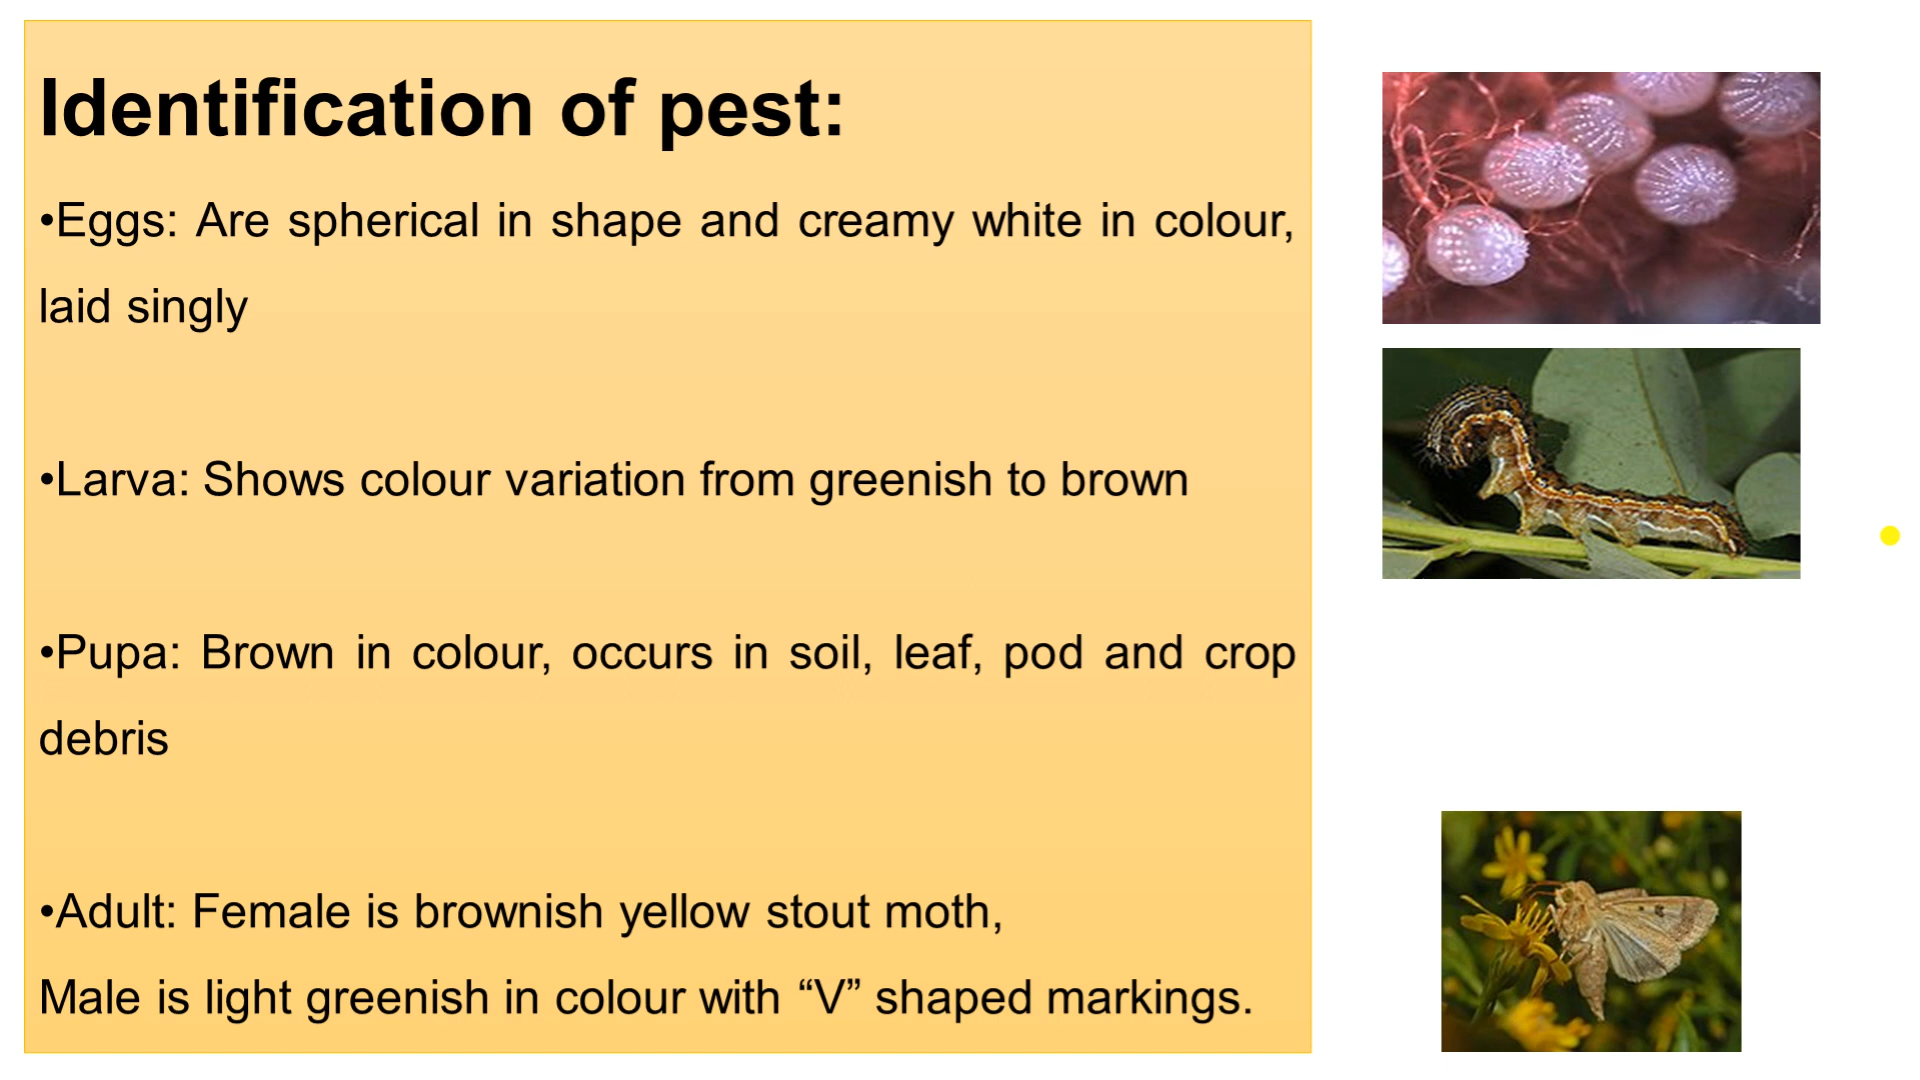 Identification of pest:
•Eggs: Are spherical in shape and creamy white in colour,
laid singly
•Larva: Shows colour variation from greenish to brown
•Pupa: Brown in colour, occurs in soil, leaf, pod and crop
debris
•Adult: Female is brownish yellow stout moth,
Male is light greenish in colour with “V” shaped markings.